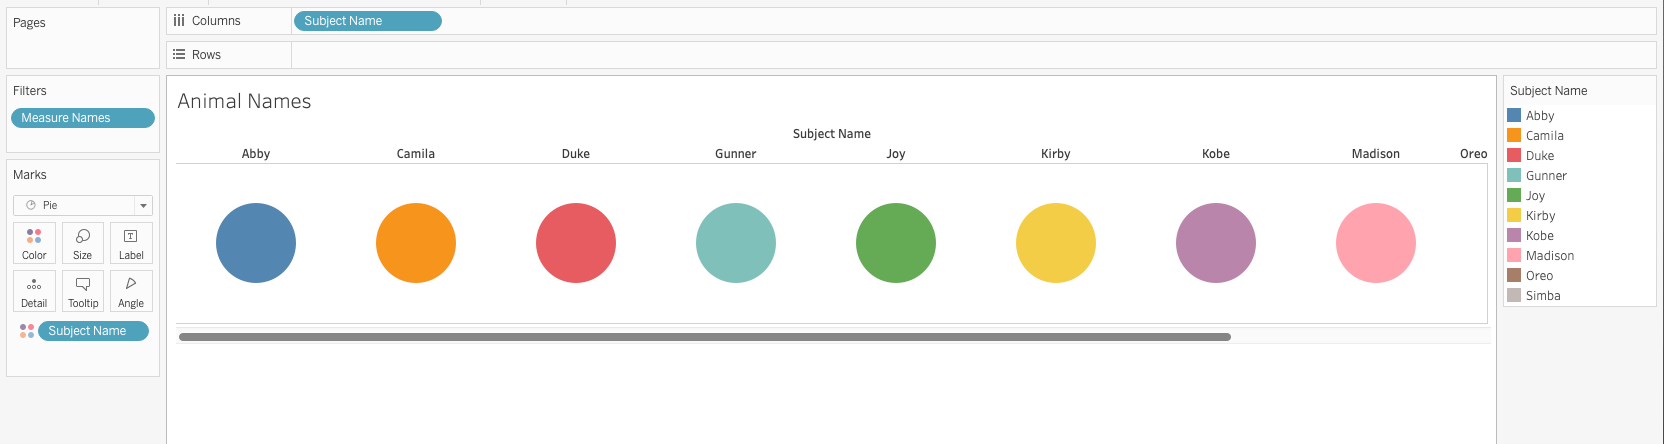 Pages
Columns
Subject Name
Rows
Filters
Measure Names
Marks
Pie
Color
Size
Label
Detail
Tooltip
Angle
Subject Name
Animal Names
Subject Name
Abby Camila Duke Gunner Joy Kirby Kobe Madison Oreo
Subject Name
Abby
Camila
Duke
Gunner
Joy
Kirby
Kobe
Madison
Oreo
Simba